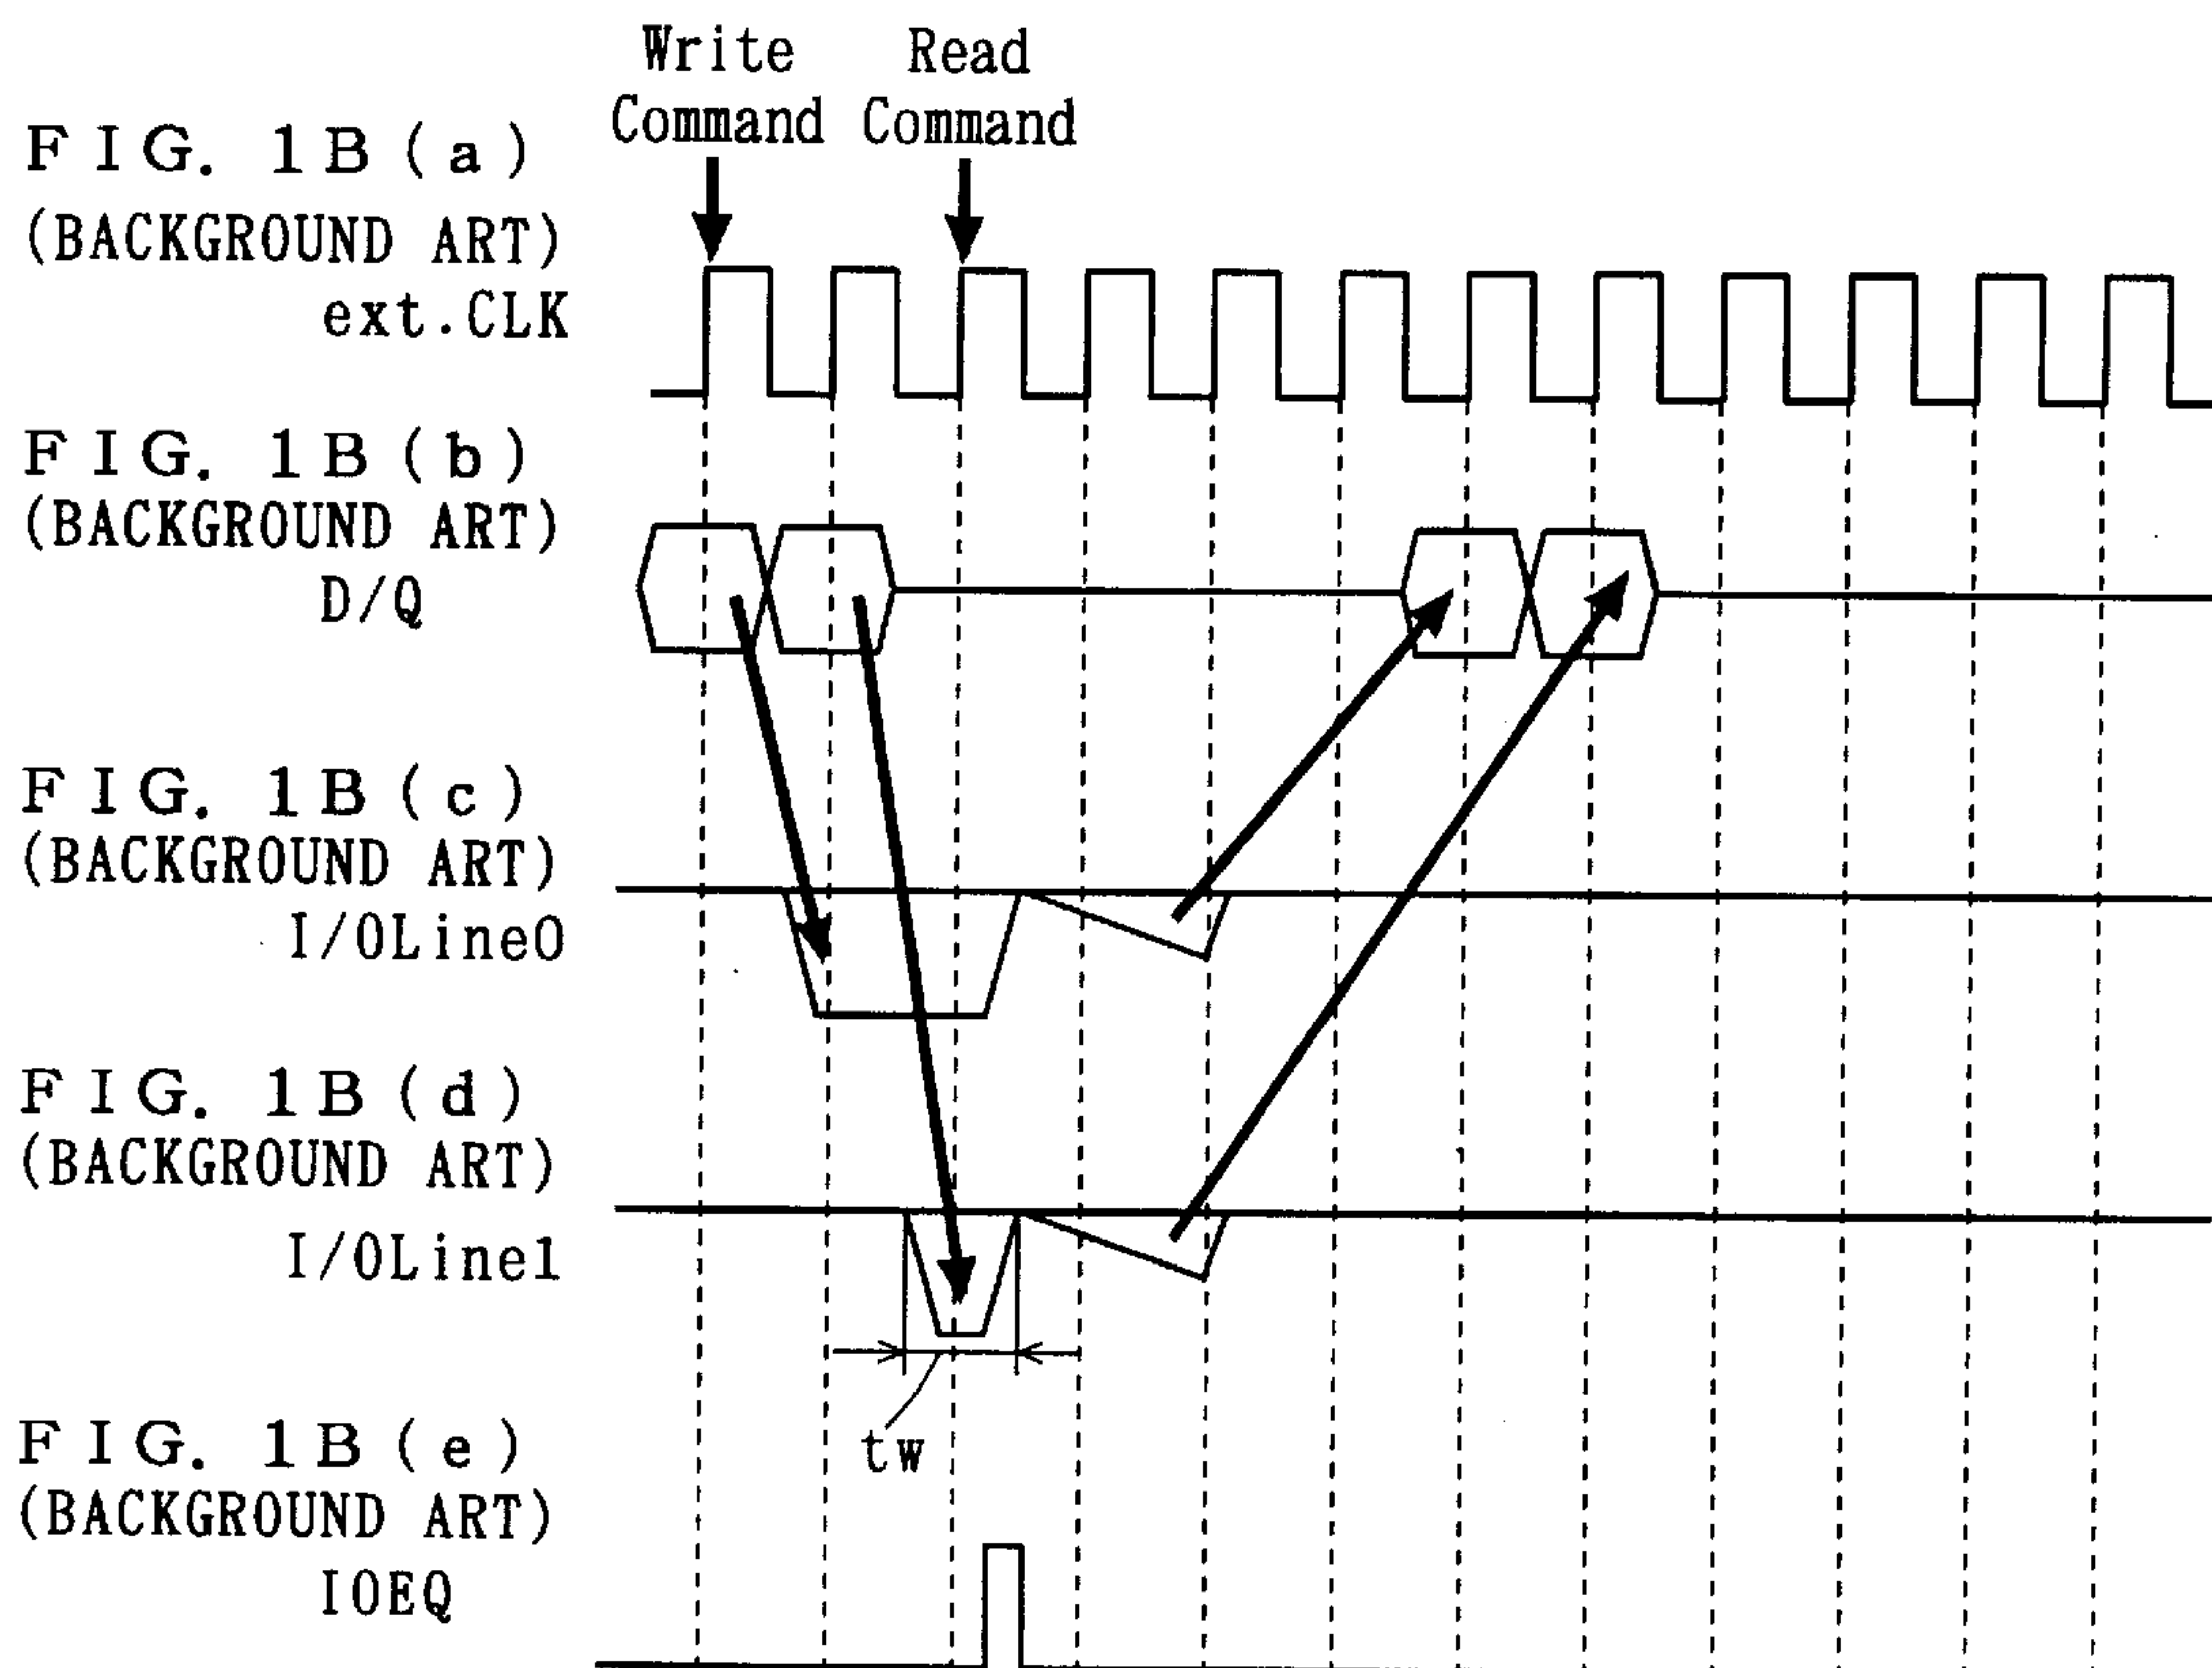 Write Read
Command Command
FIG. 1B(a)
(BACKGROUND ART)
ext.CLK
FIG. 1B(b)
(BACKGROUND ART)
D/Q
FIG. 1B(c)
(BACKGROUND ART)
I/OLine0
FIG. 1B(d)
(BACKGROUND ART)
I/OLine1
tw
FIG. 1B(e)
(BACKGROUND ART)
IOEQ